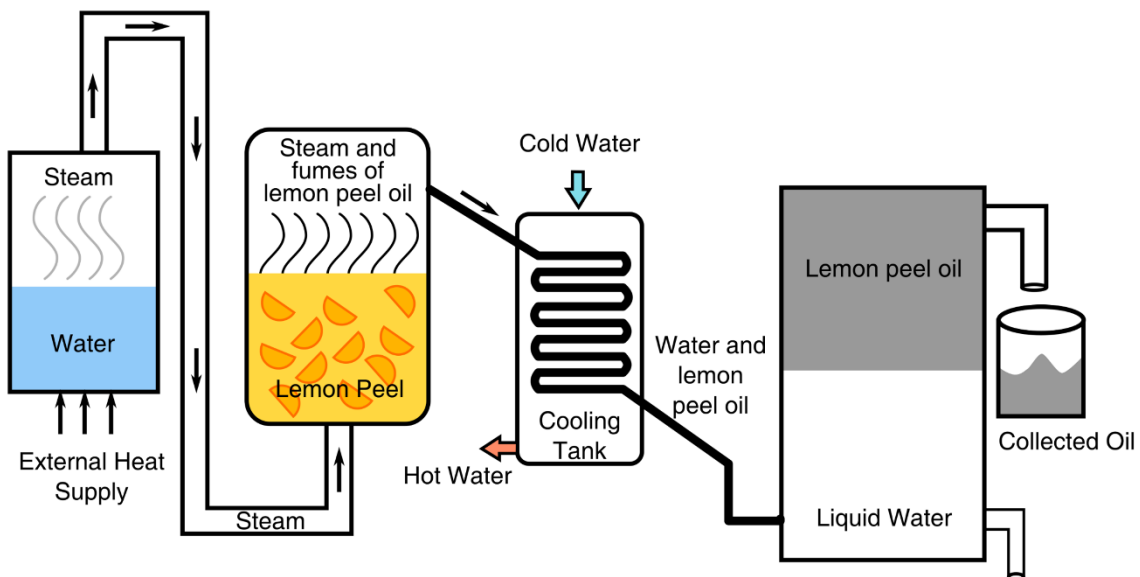 Steam
Water
External Heat
Supply
Steam
Steam and
fumes of
lemon peel oil
Lemon Peel
Cold Water
Cooling
Tank
Hot Water
Water and
lemon
peel oil
Lemon peel oil
Liquid Water
Collected Oil